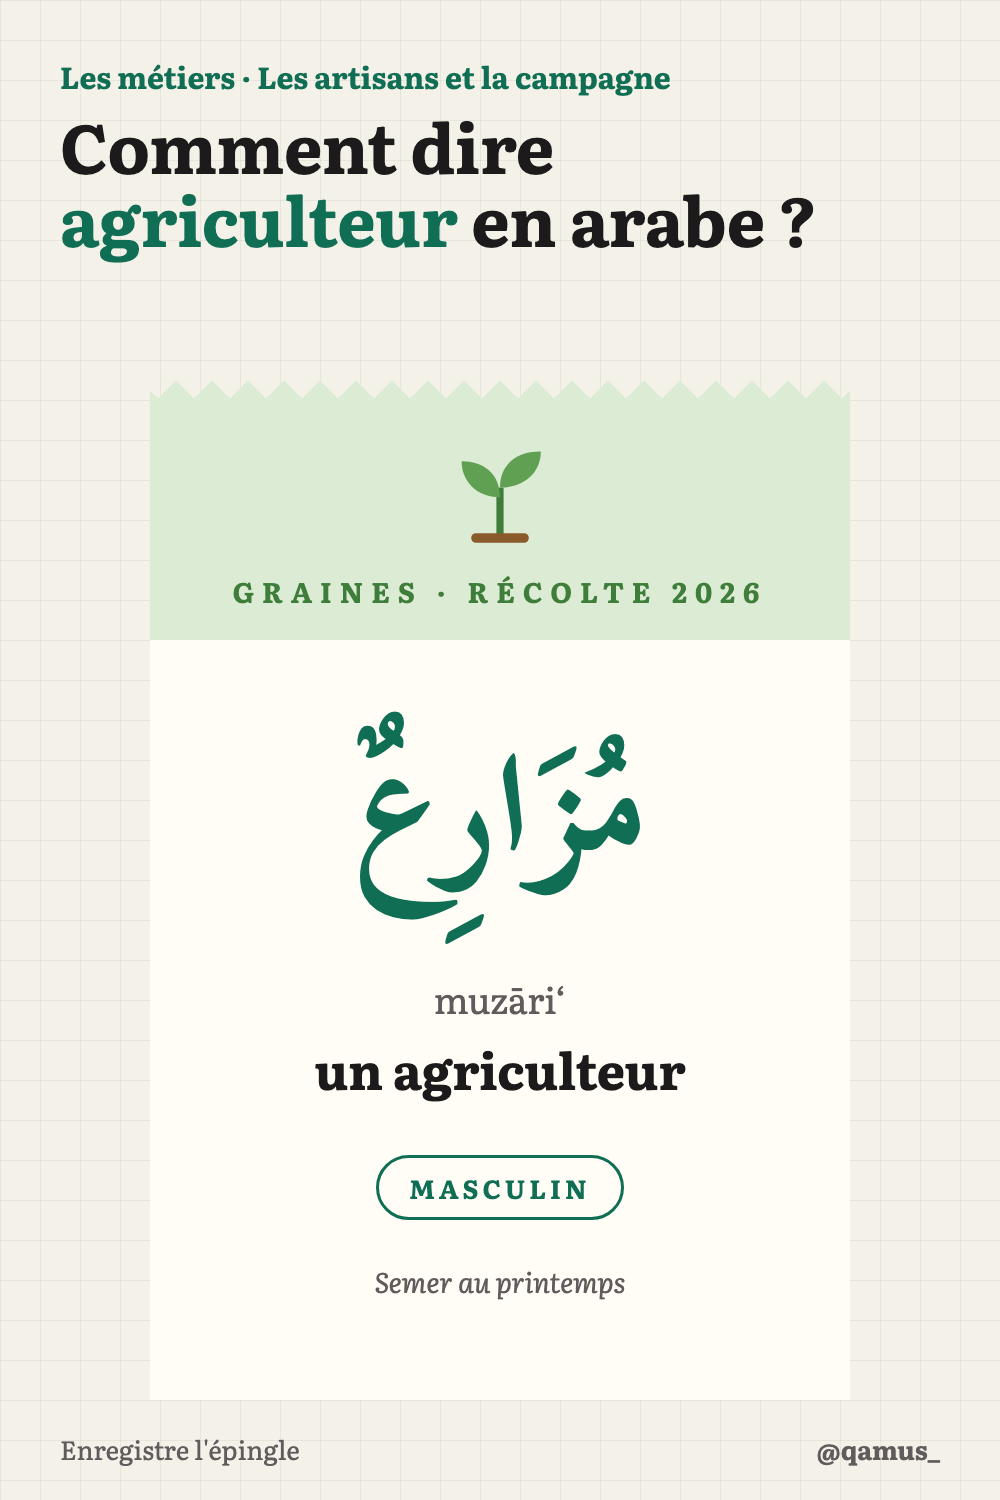 Les métiers · Les artisans et la campagne
Comment dire
agriculteur en arabe ?
GRAINES · RÉCOLTE 2026
مُزَارِعٌ
muzāri‘
un agriculteur
MASCULIN
Semer au printemps
Enregistre l'épingle
@qamus_